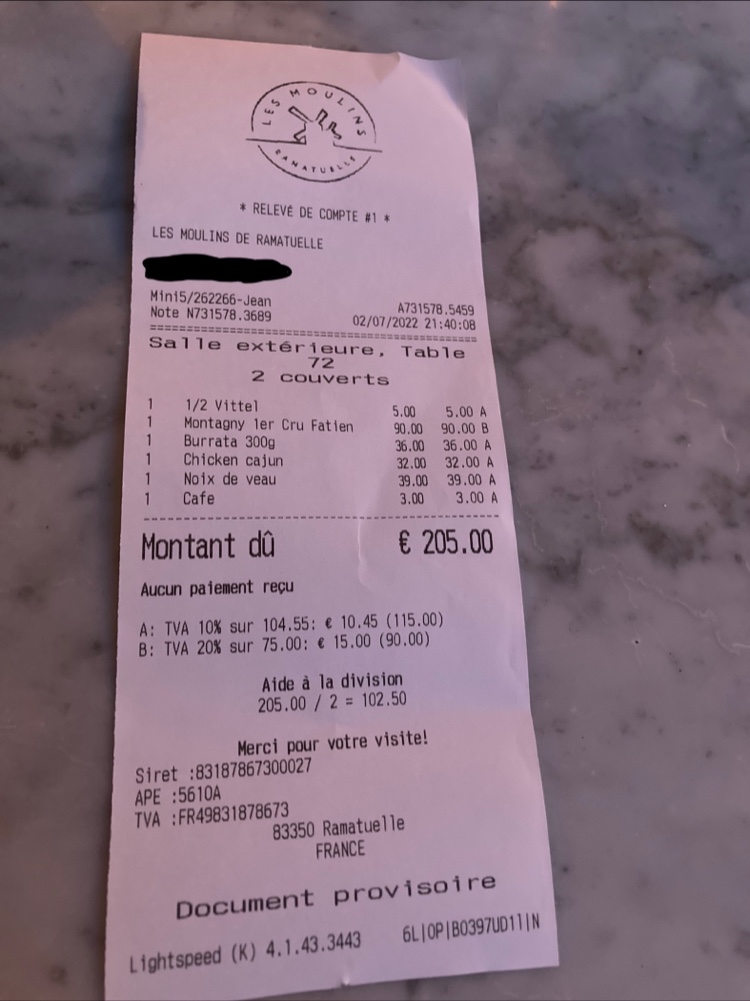 LES MOULINS
RAMATUELLE
* RELEVÉ DE COMPTE #1 *
LES MOULINS DE RAMATUELLE
Mini5/262266-Jean A731578.5459
Note N731578.3689 02/07/2022 21:40:08
Salle extérieure, Table
72
2 couverts
1 1/2 Vittel 5.00 5.00 A
1 Montagny 1er Cru Fatien 90.00 90.00 B
1 Burrata 300g 36.00 36.00 A
1 Chicken cajun 32.00 32.00 A
1 Noix de veau 39.00 39.00 A
1 Cafe 3.00 3.00 A
Montant dû € 205.00
Aucun paiement reçu
A: TVA 10% sur 104.55: € 10.45 (115.00)
B: TVA 20% sur 75.00: € 15.00 (90.00)
Aide à la division
205.00 / 2 = 102.50
Merci pour votre visite!
Siret :83187867300027
APE :5610A
TVA :FR49831878673
83350 Ramatuelle
FRANCE
Document provisoire
Lightspeed (K) 4.1.43.3443 6L|OP|B0397UD11|N